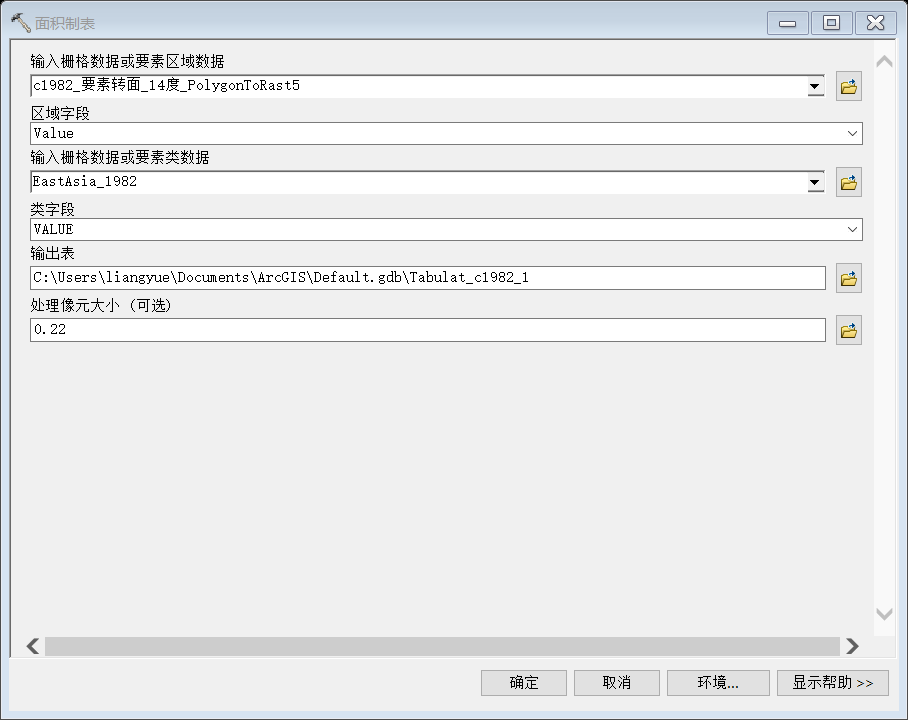 面积制表
输入栅格数据或要素区域数据
c1982_要素转面_14度_PolygonToRast5
区域字段
Value
输入栅格数据或要素类数据
EastAsia_1982
类字段
VALUE
输出表
C:\Users\liangyue\Documents\ArcGIS\Default.gdb\Tabulat_c1982_1
处理像元大小 (可选)
0.22
确定 取消 环境... 显示帮助 >>